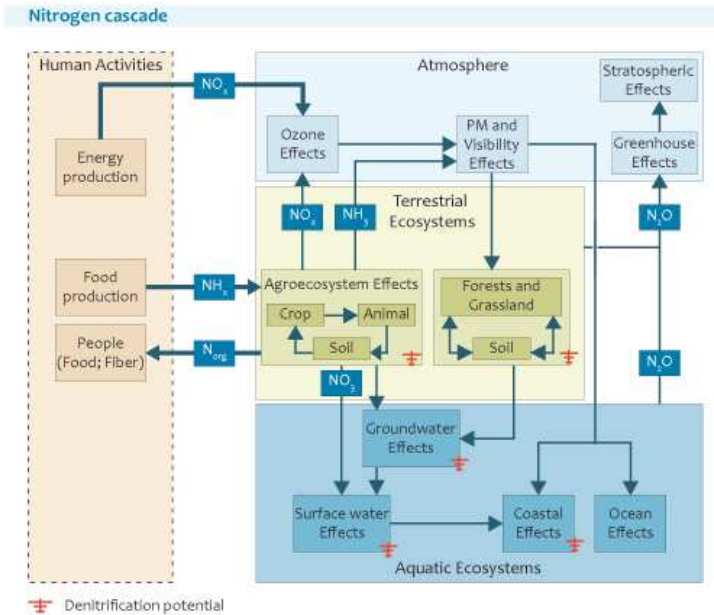 Nitrogen cascade
Human Activities
Atmosphere
Stratospheric
Effects
NOx
Ozone
Effects
PM and
Visibility
Effects
Greenhouse
Effects
Energy
production
Terrestrial
Ecosystems
NOx
NH3
N2O
Food
production
NHx
Agroecosystem Effects
Crop
Animal
Soil
Forests and
Grassland
Soil
People
(Food; Fiber)
Norg
NO3
N2O
Groundwater
Effects
Surface water
Effects
Coastal
Effects
Ocean
Effects
Aquatic Ecosystems
Denitrification potential